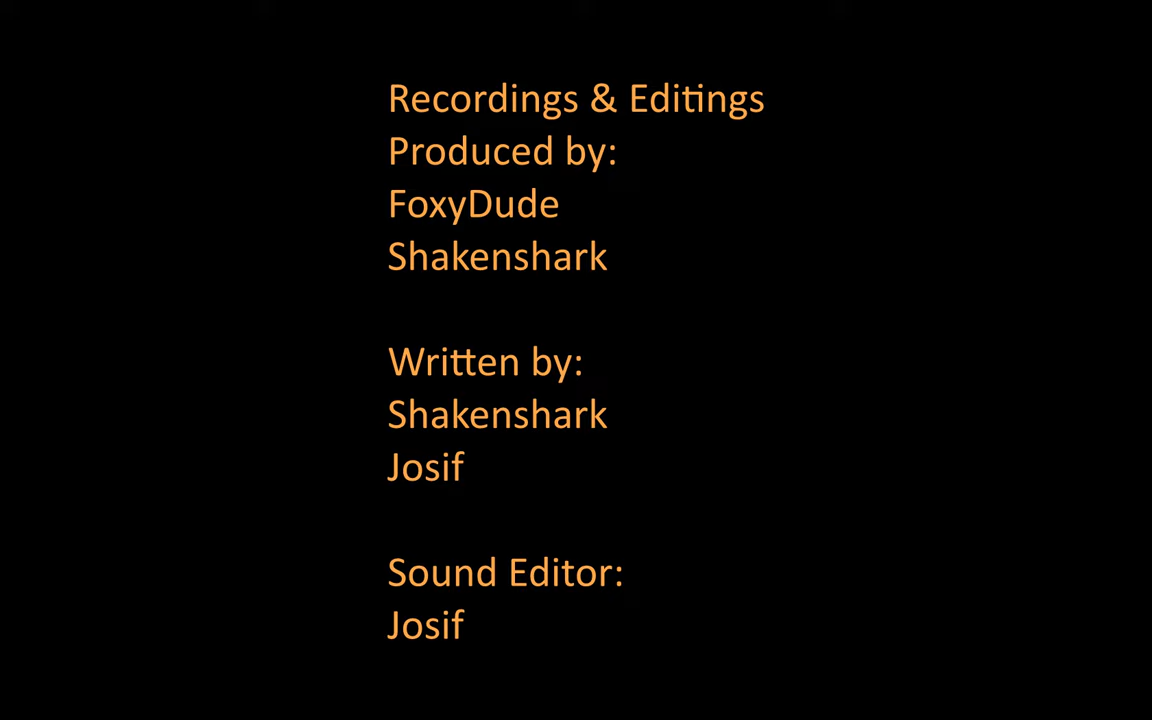 Recordings & Editings
Produced by:
FoxyDude
Shakenshark
Written by:
Shakenshark
Josif
Sound Editor:
Josif